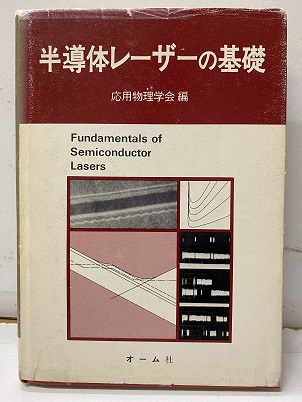 半導体レーザーの基礎
応用物理学会 編
Fundamentals of
Semiconductor
Lasers
オーム社